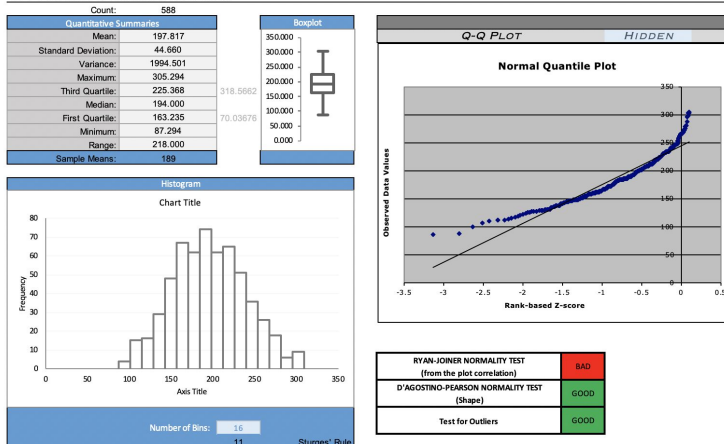 Count: 588
Quantitative Summaries
Mean: 197.817
Standard Deviation: 44.660
Variance: 1994.501
Maximum: 305.294
Third Quartile: 225.368 318.5662
Median: 194.000
First Quartile: 163.235 70.03676
Minimum: 87.294
Range: 218.000
Sample Means: 189
Boxplot
350.000
300.000
250.000
200.000
150.000
100.000
50.000
0.000
Q-Q PLOT HIDDEN
Normal Quantile Plot
Observed Data Values
350
300
250
200
150
100
50
0
-3.5 -3 -2.5 -2 -1.5 -1 -0.5 0 0.5
Rank-based Z-score
Histogram
Chart Title
Frequency
80
70
60
50
40
30
20
10
0
0 50 100 150 200 250 300 350
Axis Title
Number of Bins: 16
11 Sturges' Rule
RYAN-JOINER NORMALITY TEST
(from the plot correlation) BAD
D'AGOSTINO-PEARSON NORMALITY TEST
(Shape) GOOD
Test for Outliers GOOD